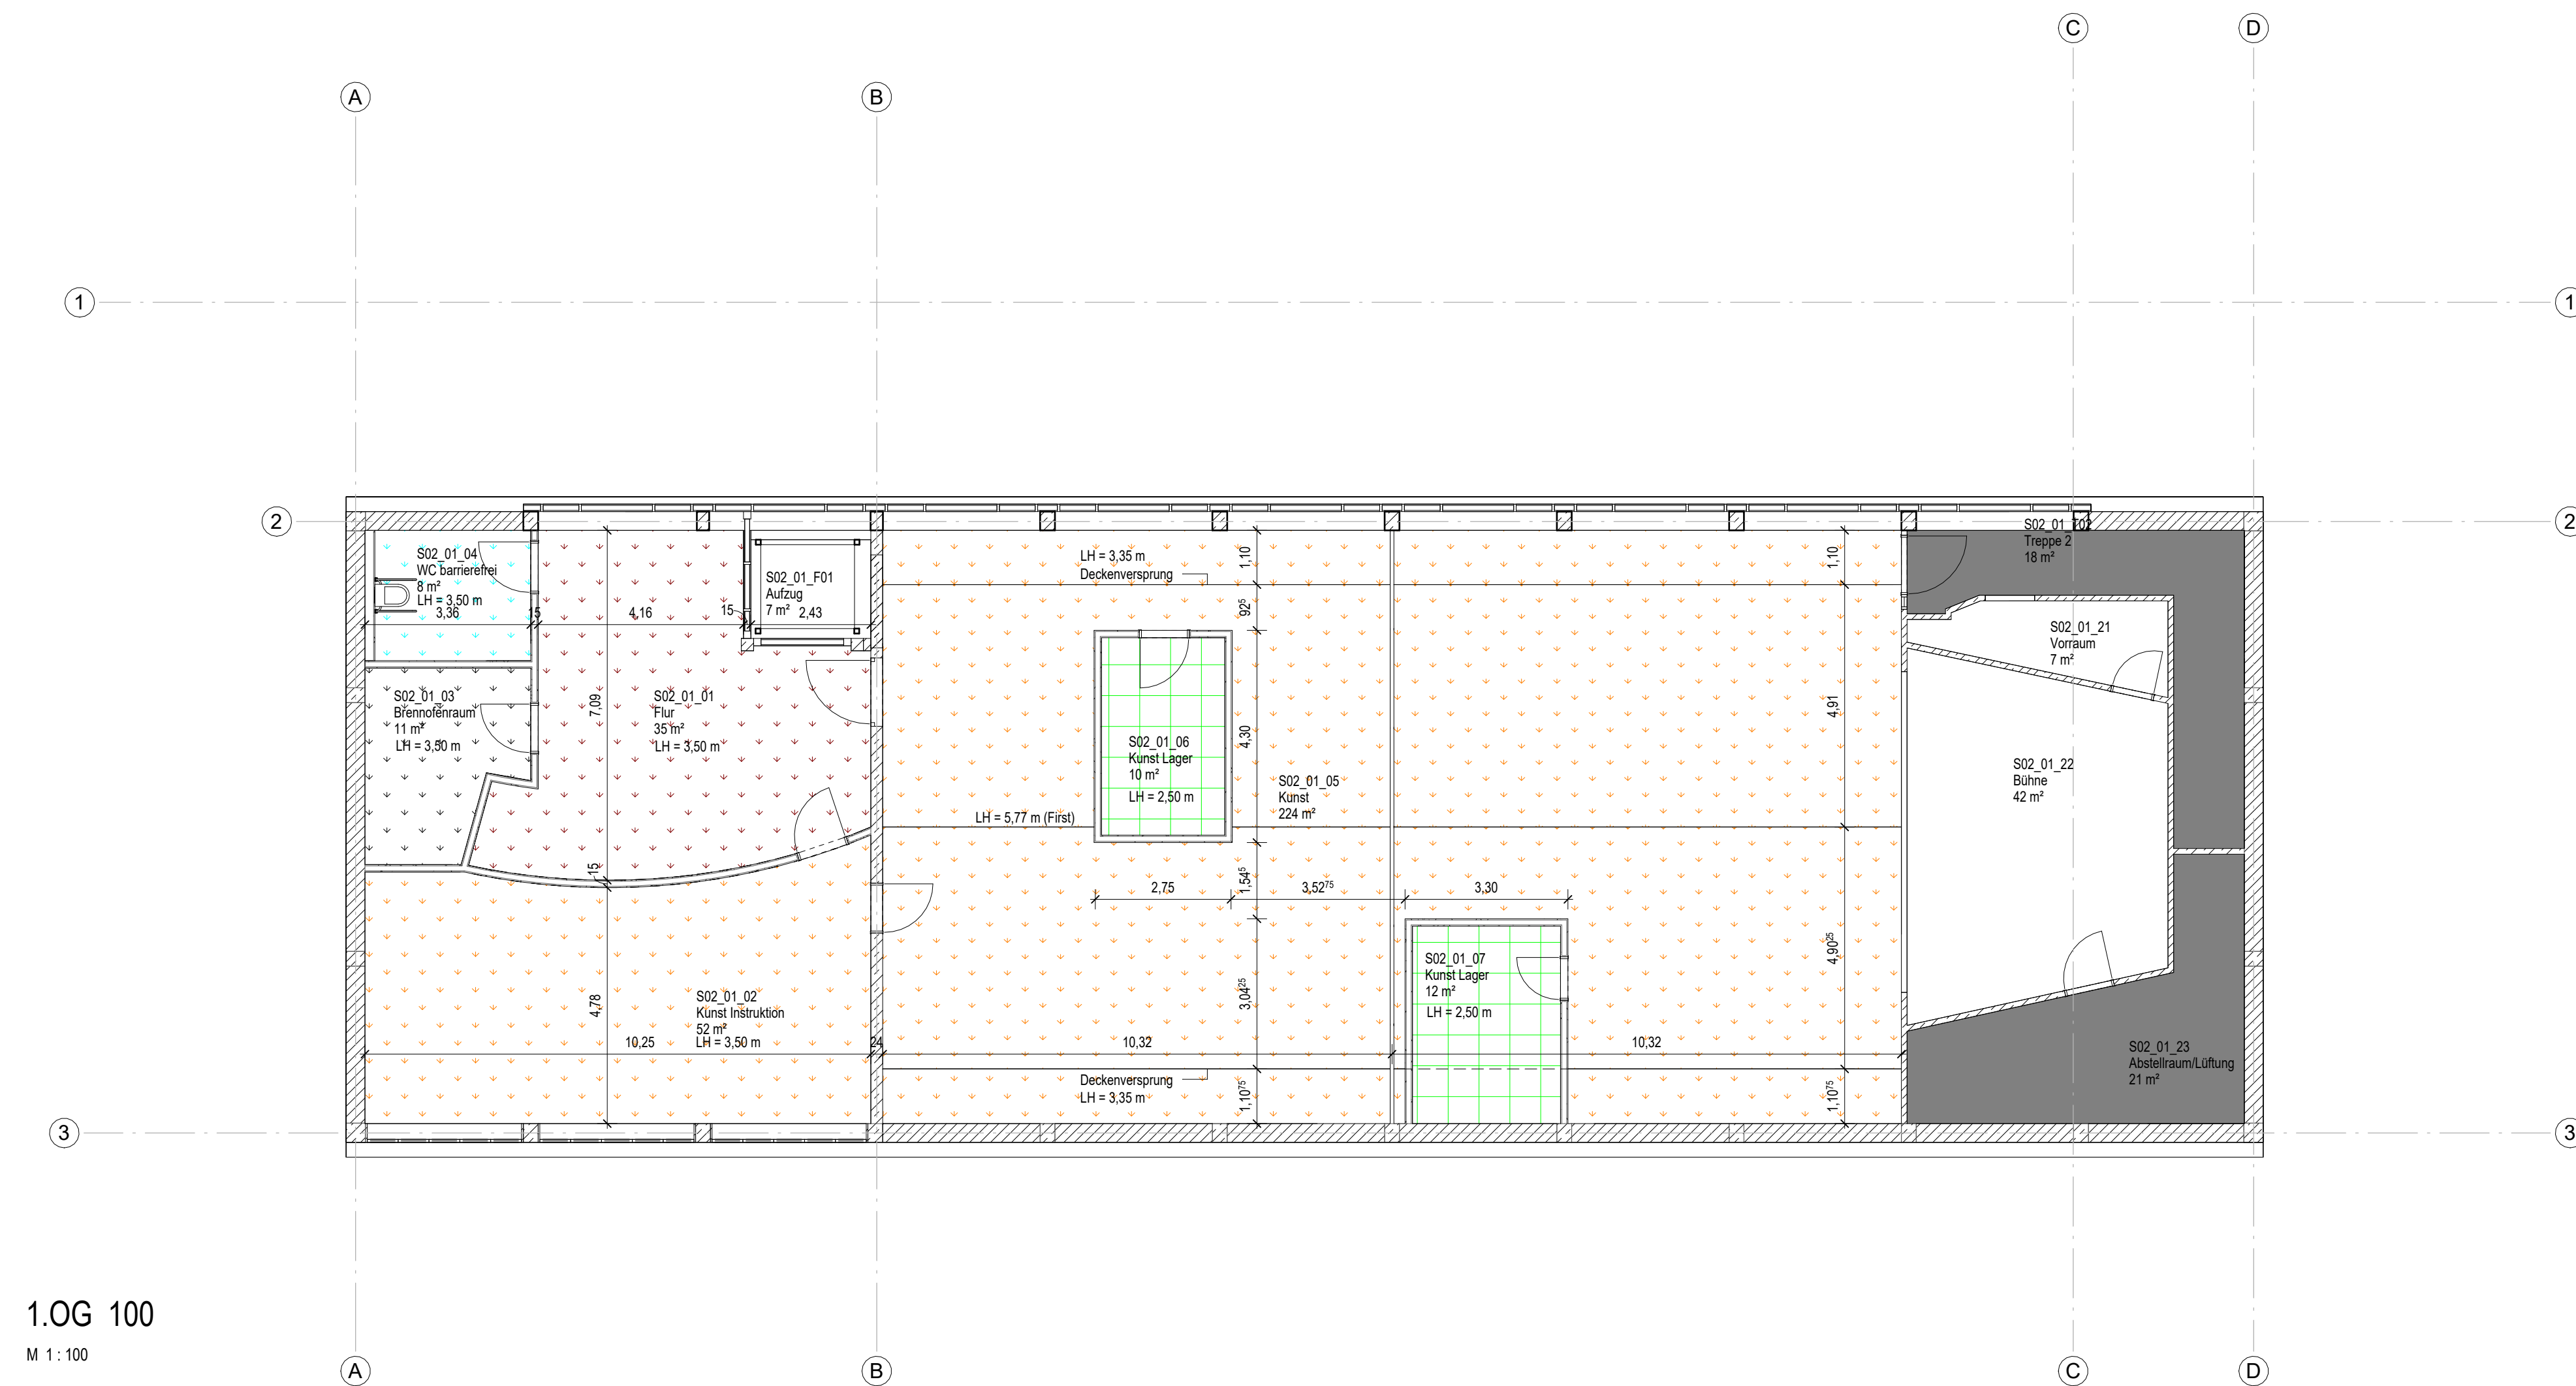 C
D
A
B
1
1
2
2
S02_01_T02
Treppe 2
18 m²
S02_01_04
WC barrierefrei
8 m²
LH = 3,50 m
3,36
15
4,16
15
S02_01_F01
Aufzug
7 m²
2,43
LH = 3,35 m
Deckenversprung
1,10
92⁵
4,30
1,54⁵
3,04²⁵
1,10⁷⁵
1,10
4,91
4,90²⁵
1,10⁷⁵
S02_01_21
Vorraum
7 m²
S02_01_03
Brennofenraum
11 m²
LH = 3,50 m
7,09
15
4,78
S02_01_01
Flur
35 m²
LH = 3,50 m
S02_01_06
Kunst Lager
10 m²
LH = 2,50 m
S02_01_05
Kunst
224 m²
LH = 5,77 m (First)
S02_01_22
Bühne
42 m²
2,75
3,52⁷⁵
3,30
S02_01_07
Kunst Lager
12 m²
LH = 2,50 m
S02_01_02
Kunst Instruktion
52 m²
LH = 3,50 m
10,25
24
10,32
10,32
S02_01_23
Abstellraum/Lüftung
21 m²
Deckenversprung
LH = 3,35 m
3
3
1.OG 100
M 1 : 100
A
B
C
D